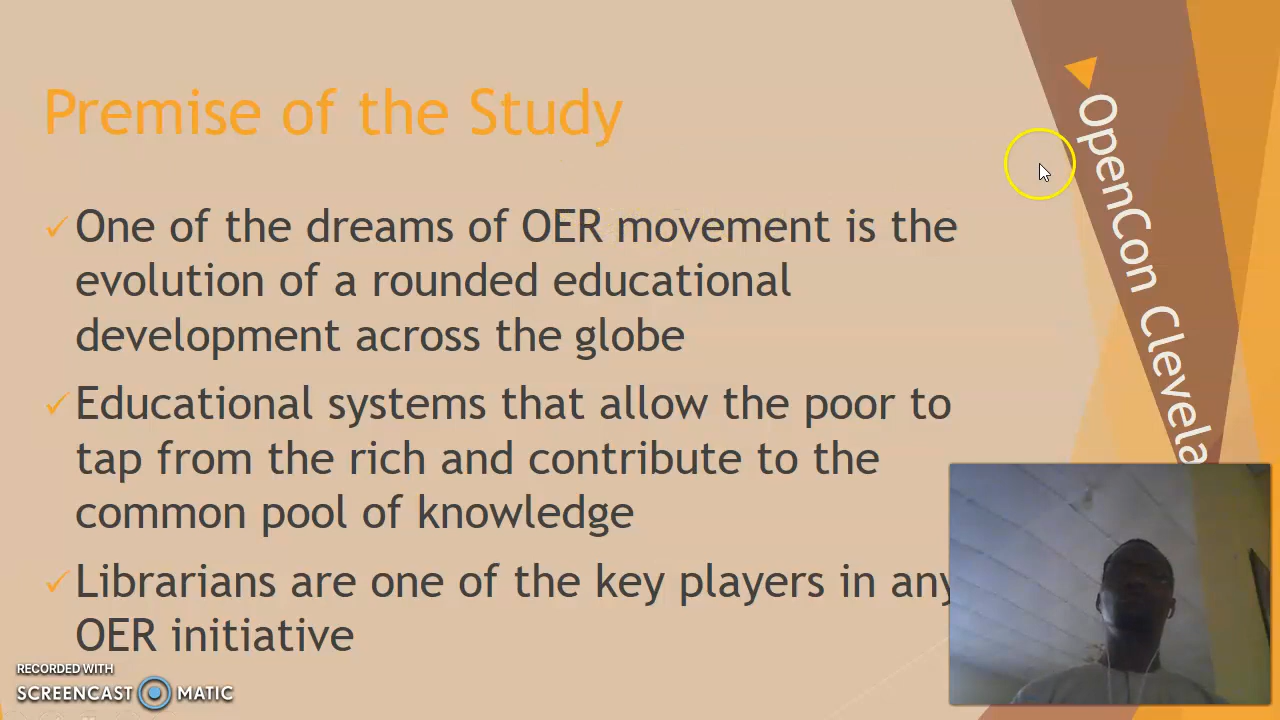 Premise of the Study
One of the dreams of OER movement is the
evolution of a rounded educational
development across the globe
Educational systems that allow the poor to
tap from the rich and contribute to the
common pool of knowledge
Librarians are one of the key players in any
OER initiative
OpenCon Clevela
RECORDED WITH
SCREENCAST MATIC